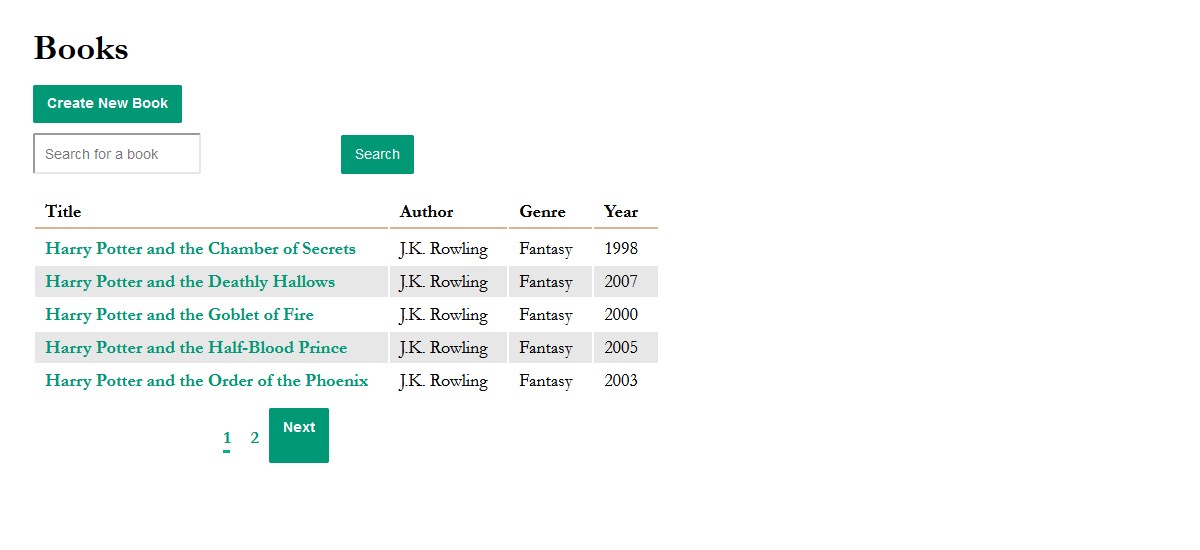 Books
Create New Book
Search for a book Search
Title Author Genre Year
Harry Potter and the Chamber of Secrets J.K. Rowling Fantasy 1998
Harry Potter and the Deathly Hallows J.K. Rowling Fantasy 2007
Harry Potter and the Goblet of Fire J.K. Rowling Fantasy 2000
Harry Potter and the Half-Blood Prince J.K. Rowling Fantasy 2005
Harry Potter and the Order of the Phoenix J.K. Rowling Fantasy 2003
1 2 Next